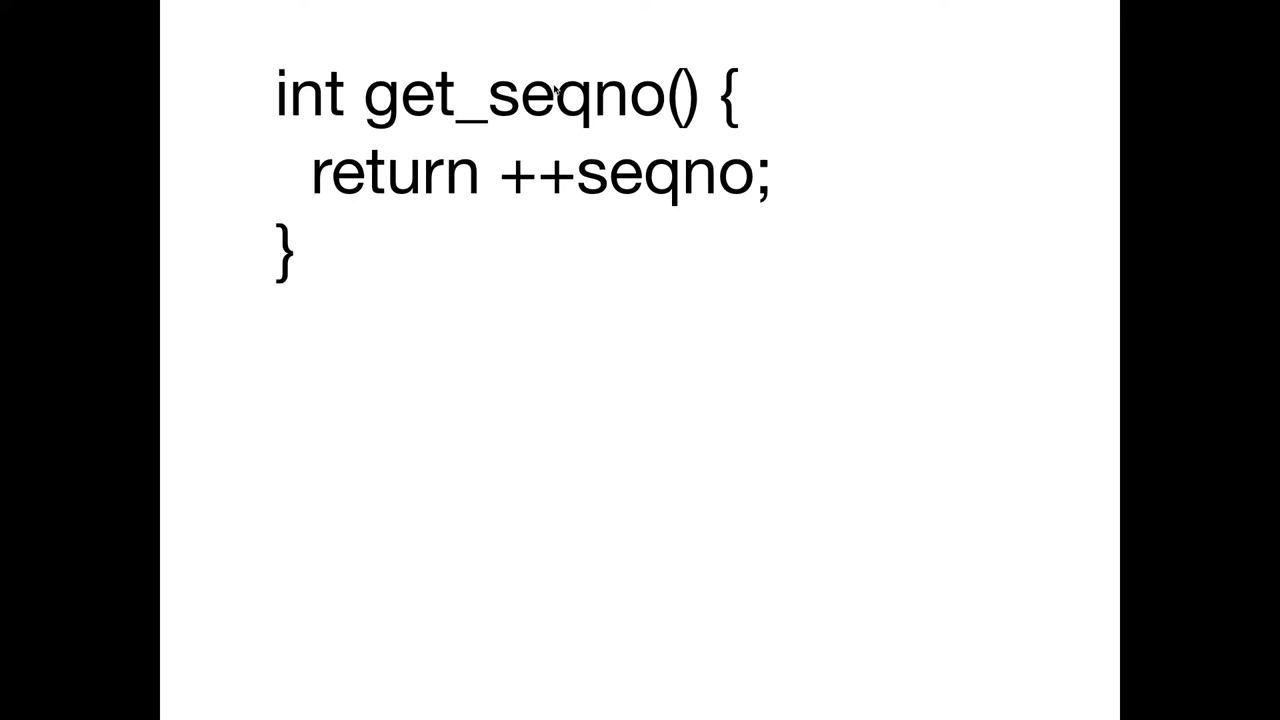 int get_seqno() {
return ++seqno;
}